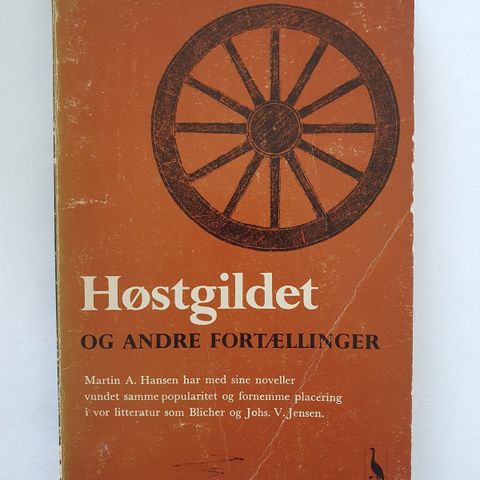 Høstgildet
OG ANDRE FORTÆLLINGER
Martin A. Hansen har med sine noveller
vundet samme popularitet og fornemme placering
i vor litteratur som Blicher og Johs. V. Jensen.